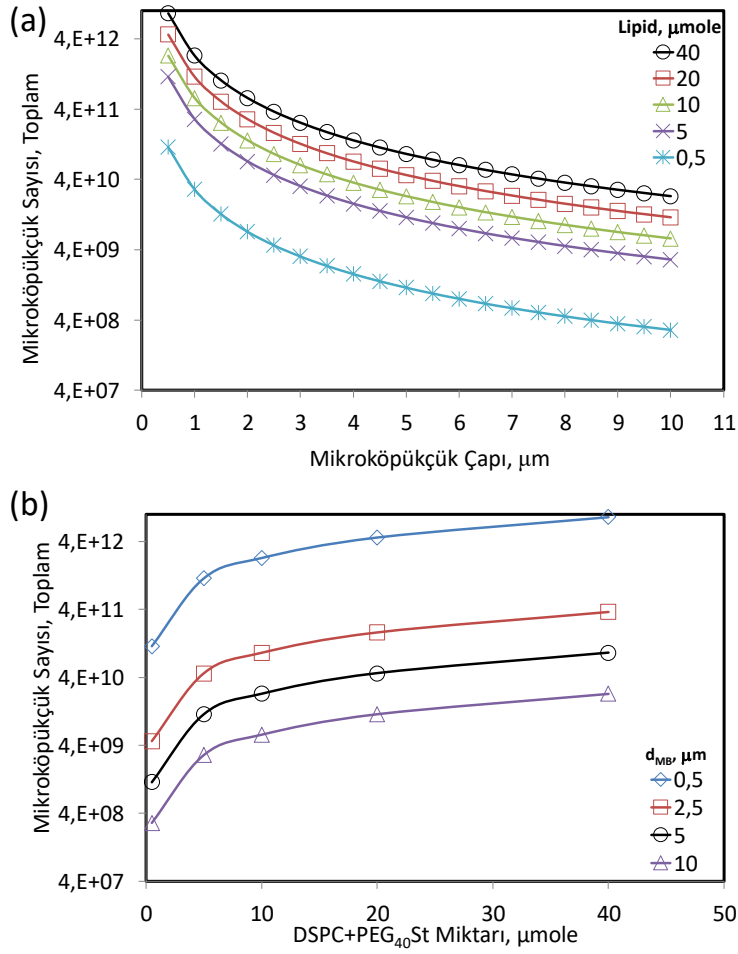 (a)
Lipid, μmole
40
20
10
5
0,5
4,E+12
4,E+11
4,E+10
4,E+09
4,E+08
4,E+07
Mikroköpükçük Sayısı, Toplam
0 1 2 3 4 5 6 7 8 9 10 11
Mikroköpükçük Çapı, μm
(b)
4,E+12
4,E+11
4,E+10
4,E+09
4,E+08
4,E+07
Mikroköpükçük Sayısı, Toplam
d_MB, μm
0,5
2,5
5
10
0 10 20 30 40 50
DSPC+PEG₄₀St Miktarı, μmole